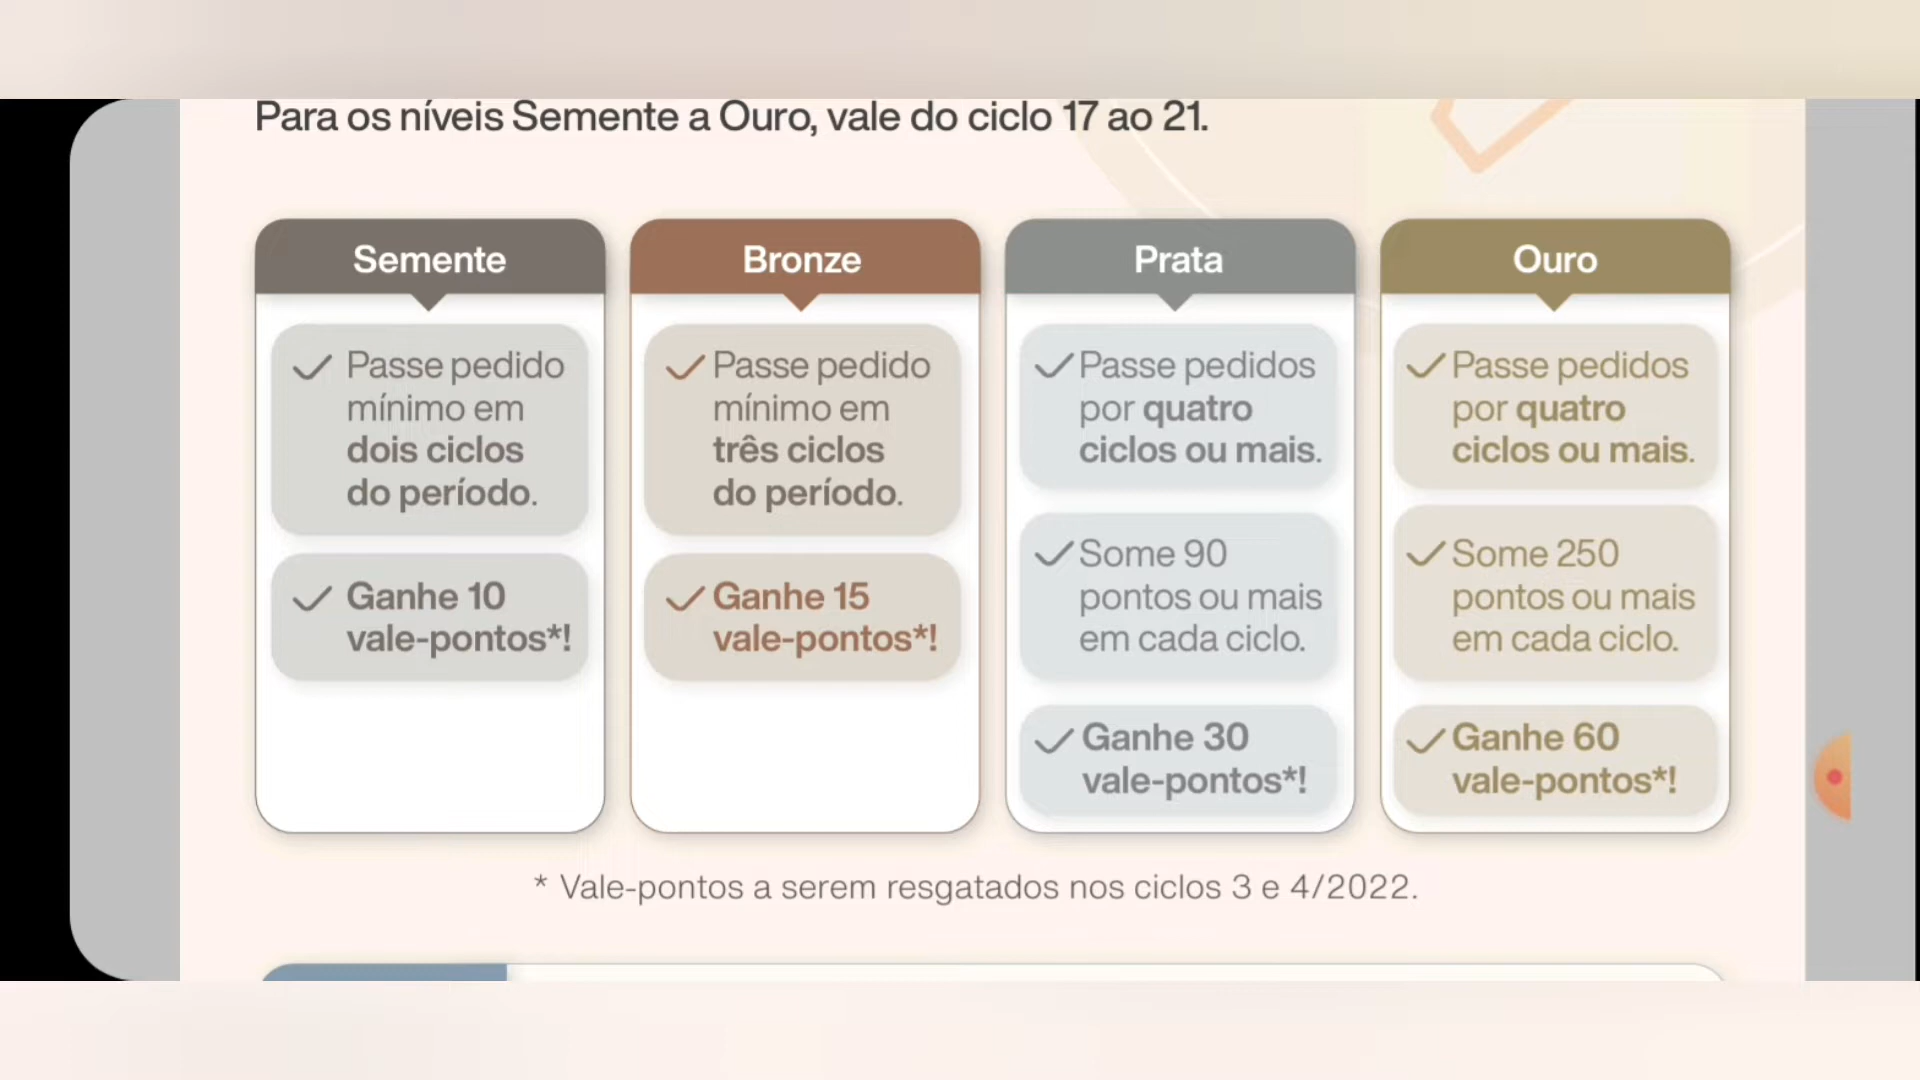 Para os níveis Semente a Ouro, vale do ciclo 17 ao 21.
Semente
Passe pedido
mínimo em
dois ciclos
do período.
Ganhe 10
vale-pontos*!
Bronze
Passe pedido
mínimo em
três ciclos
do período.
Ganhe 15
vale-pontos*!
Prata
Passe pedidos
por quatro
ciclos ou mais.
Some 90
pontos ou mais
em cada ciclo.
Ganhe 30
vale-pontos*!
Ouro
Passe pedidos
por quatro
ciclos ou mais.
Some 250
pontos ou mais
em cada ciclo.
Ganhe 60
vale-pontos*!
* Vale-pontos a serem resgatados nos ciclos 3 e 4/2022.